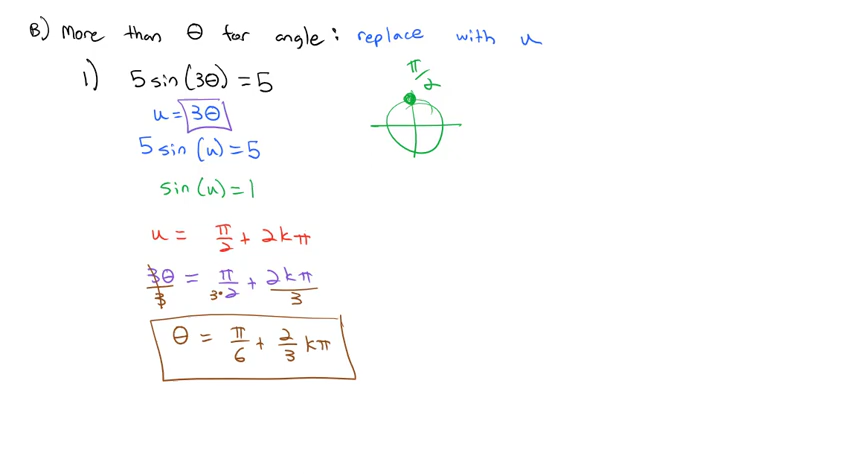 B) More than θ for angle: replace with u
1) 5 sin (3θ) = 5
π/2
u = 3θ
5 sin (u) = 5
sin (u) = 1
u = π/2 + 2kπ
3θ/3 = π/3·2 + 2kπ/3
θ = π/6 + 2/3 kπ